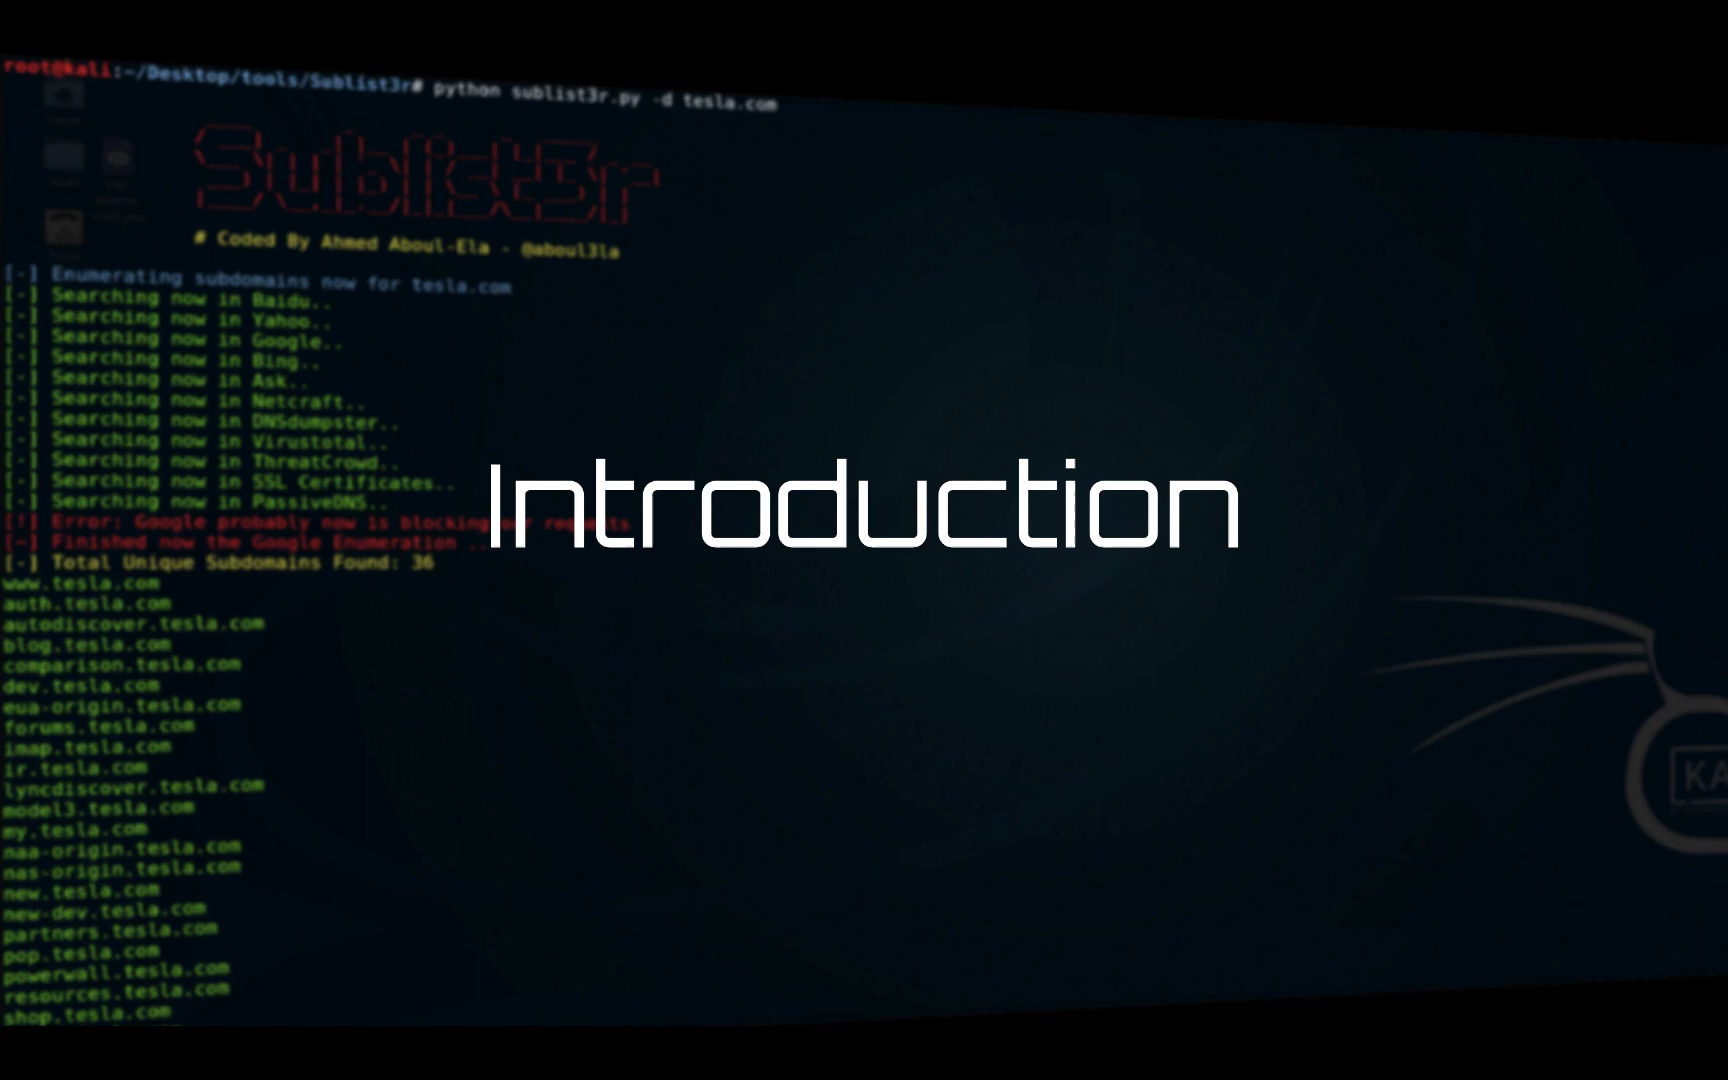 root@kali:~/Desktop/tools/Sublist3r# python sublist3r.py -d tesla.com
Sublist3r
# Coded By Ahmed Aboul-Ela - @aboul3la
[-] Enumerating subdomains now for tesla.com
[-] Searching now in Baidu..
[-] Searching now in Yahoo..
[-] Searching now in Google..
[-] Searching now in Bing..
[-] Searching now in Ask..
[-] Searching now in Netcraft..
[-] Searching now in DNSdumpster..
[-] Searching now in Virustotal..
[-] Searching now in ThreatCrowd..
[-] Searching now in SSL Certificates..
[-] Searching now in PassiveDNS..
Introduction
[!] Error: Google probably now is blocking our requests
[~] Finished now the Google Enumeration ..
[-] Total Unique Subdomains Found: 36
www.tesla.com
auth.tesla.com
autodiscover.tesla.com
blog.tesla.com
comparison.tesla.com
dev.tesla.com
eua-origin.tesla.com
forums.tesla.com
imap.tesla.com
ir.tesla.com
lyncdiscover.tesla.com
model3.tesla.com
my.tesla.com
naa-origin.tesla.com
nas-origin.tesla.com
new.tesla.com
new-dev.tesla.com
partners.tesla.com
pop.tesla.com
powerwall.tesla.com
resources.tesla.com
shop.tesla.com
KA